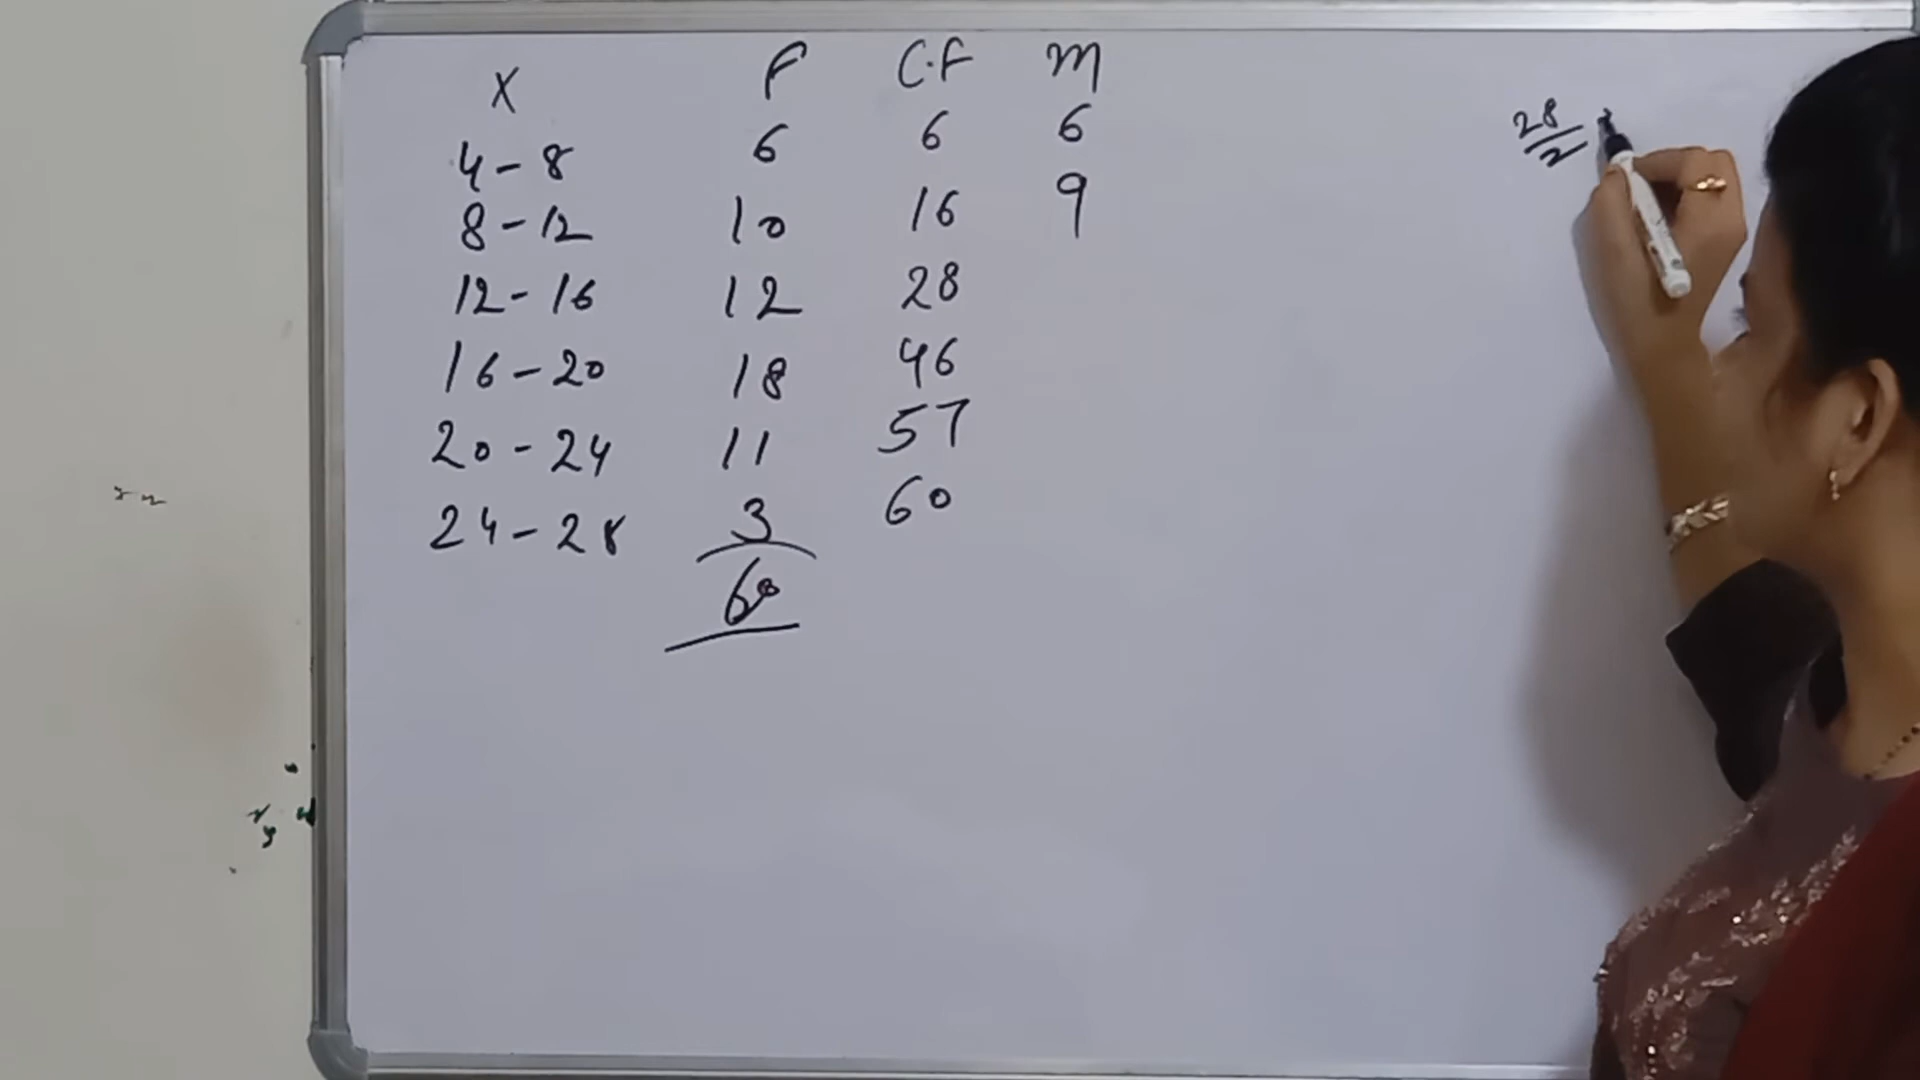 X F C.F M
4-8 6 6 6
8-12 10 16 9
12-16 12 28
16-20 18 46
20-24 11 57
24-28 3 60
60
28
2